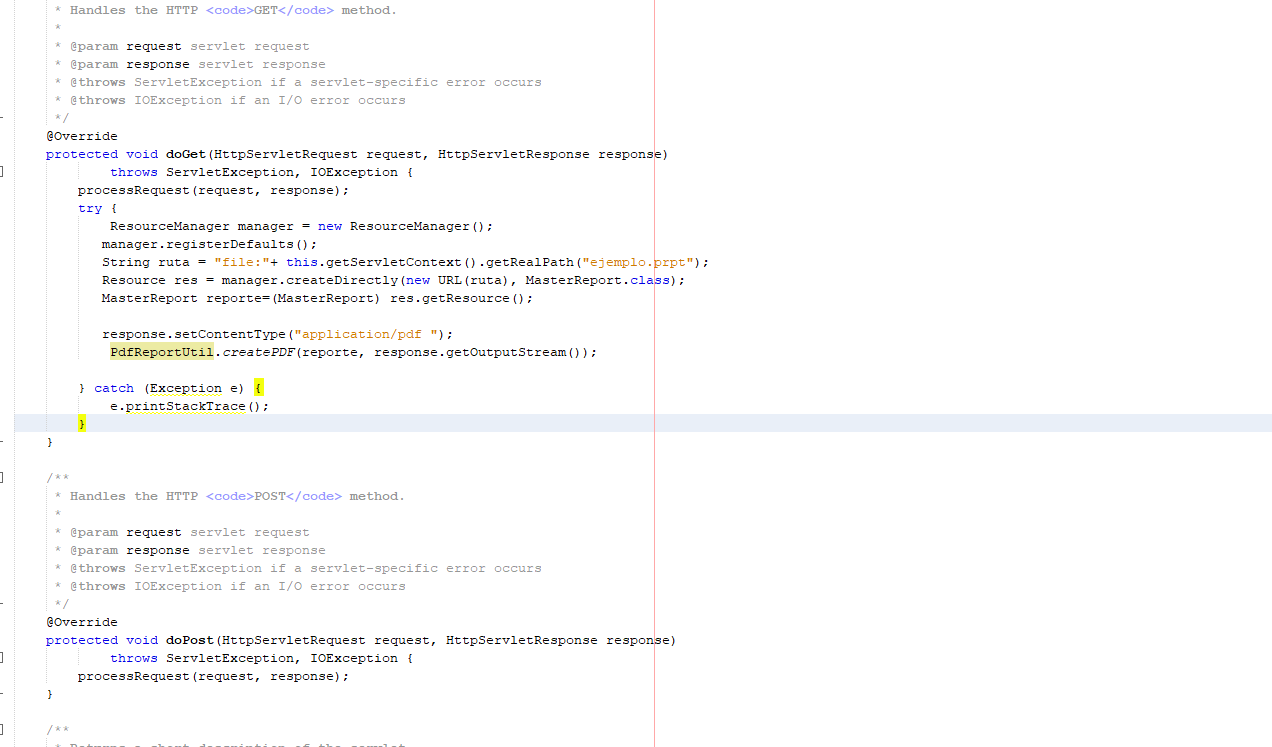 * Handles the HTTP <code>GET</code> method.
*
* @param request servlet request
* @param response servlet response
* @throws ServletException if a servlet-specific error occurs
* @throws IOException if an I/O error occurs
*/
@Override
protected void doGet(HttpServletRequest request, HttpServletResponse response)
throws ServletException, IOException {
processRequest(request, response);
try {
ResourceManager manager = new ResourceManager();
manager.registerDefaults();
String ruta = "file:"+ this.getServletContext().getRealPath("ejemplo.prpt");
Resource res = manager.createDirectly(new URL(ruta), MasterReport.class);
MasterReport reporte=(MasterReport) res.getResource();
response.setContentType("application/pdf ");
PdfReportUtil.createPDF(reporte, response.getOutputStream());
} catch (Exception e) {
e.printStackTrace();
}
}
/**
* Handles the HTTP <code>POST</code> method.
*
* @param request servlet request
* @param response servlet response
* @throws ServletException if a servlet-specific error occurs
* @throws IOException if an I/O error occurs
*/
@Override
protected void doPost(HttpServletRequest request, HttpServletResponse response)
throws ServletException, IOException {
processRequest(request, response);
}
/**
* Returns a short description of the servlet.